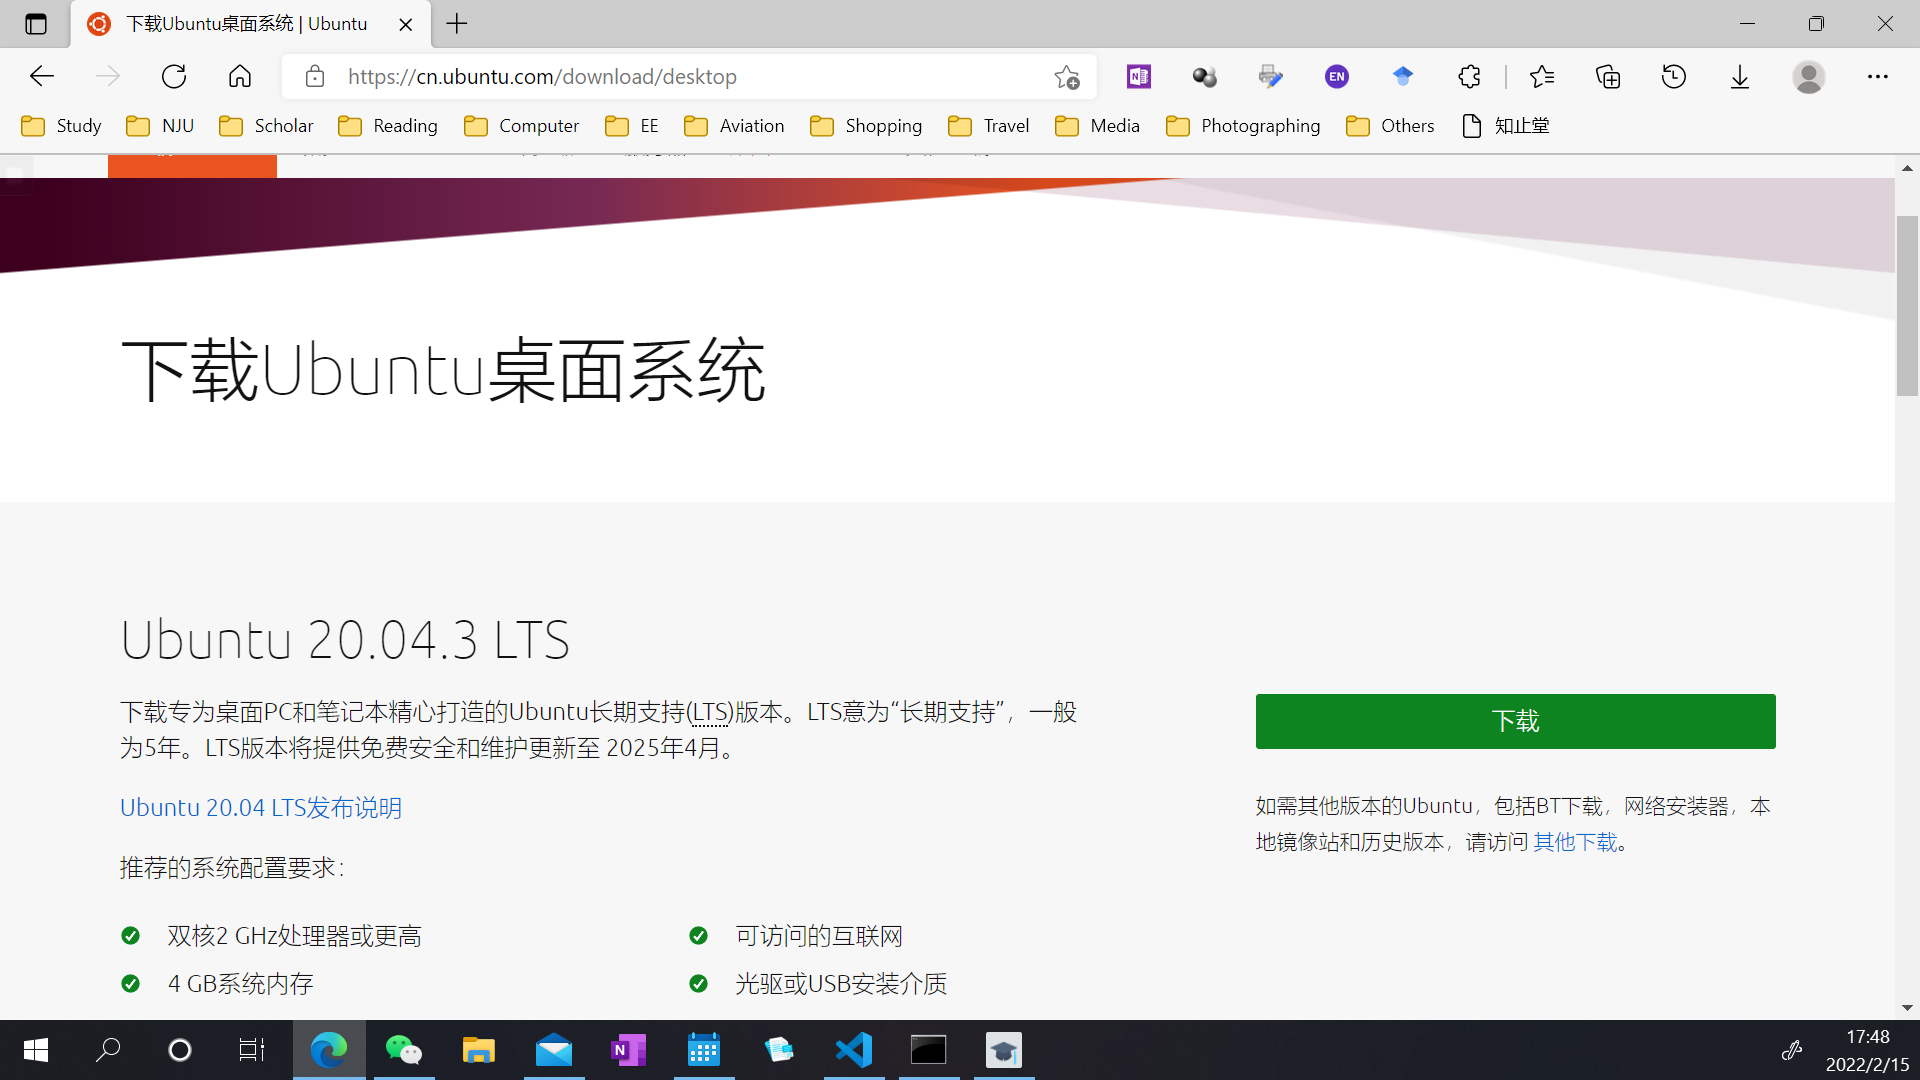 下载Ubuntu桌面系统 | Ubuntu
https://cn.ubuntu.com/download/desktop
EN
Study NJU Scholar Reading Computer EE Aviation Shopping Travel Media Photographing Others 知止堂
下载Ubuntu桌面系统
Ubuntu 20.04.3 LTS
下载专为桌面PC和笔记本精心打造的Ubuntu长期支持(LTS)版本。LTS意为“长期支持”，一般
为5年。LTS版本将提供免费安全和维护更新至 2025年4月。
Ubuntu 20.04 LTS发布说明
推荐的系统配置要求：
双核2 GHz处理器或更高
4 GB系统内存
可访问的互联网
光驱或USB安装介质
下载
如需其他版本的Ubuntu，包括BT下载，网络安装器，本
地镜像站和历史版本，请访问 其他下载。
17:48
2022/2/15